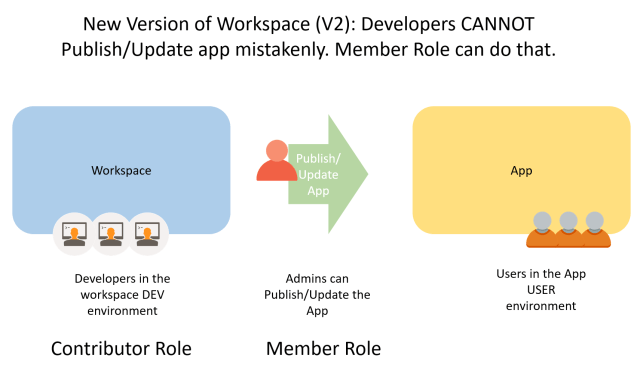 New Version of Workspace (V2): Developers CANNOT
Publish/Update app mistakenly. Member Role can do that.
Workspace
Publish/
Update
App
App
Developers in the
workspace DEV
environment
Admins can
Publish/Update the
App
Users in the App
USER
environment
Contributor Role
Member Role